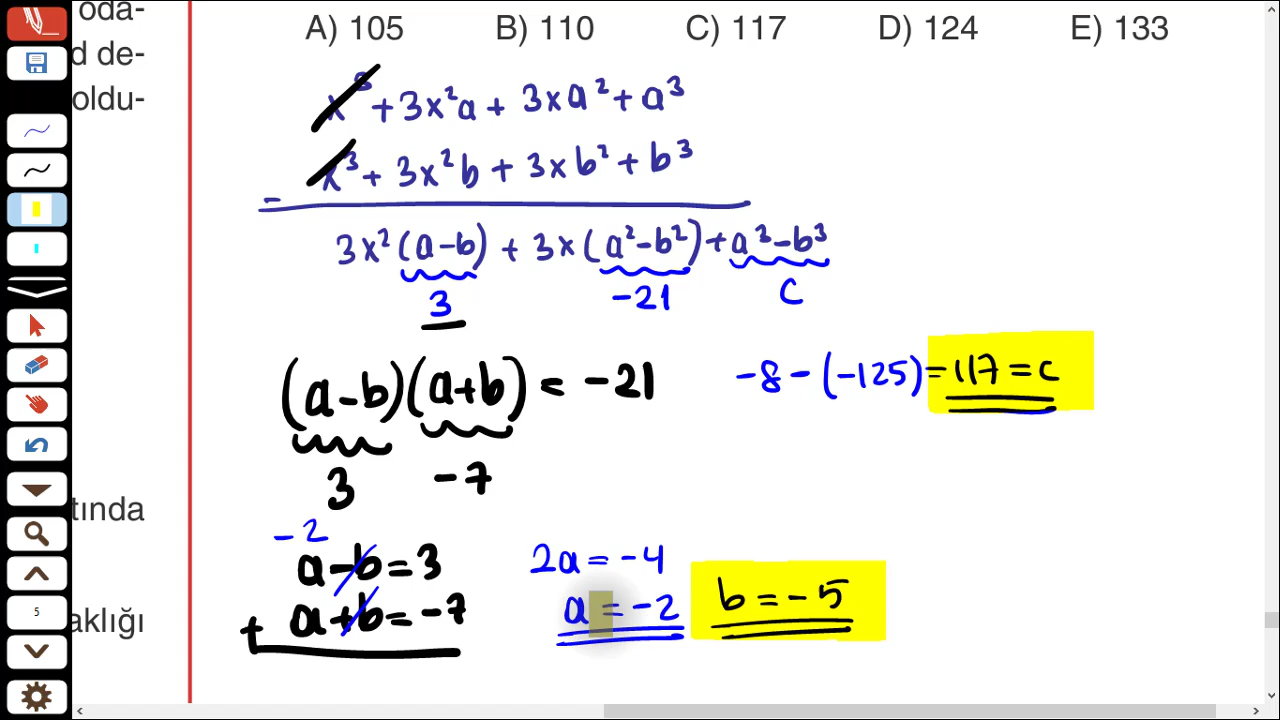 oda-
A) 105 B) 110 C) 117 D) 124 E) 133
d de-
oldu-
x³ + 3x²a + 3xa² + a³
x³ + 3x²b + 3xb² + b³
-
3x²(a-b) + 3x(a²-b²) + a³-b³
3 -21 c
(a-b)(a+b) = -21
-8 - (-125) = 117 = c
3 -7
tında
-2
a-b=3
2a = -4
a+b=-7
+
a = -2
b = -5
5
aklığı